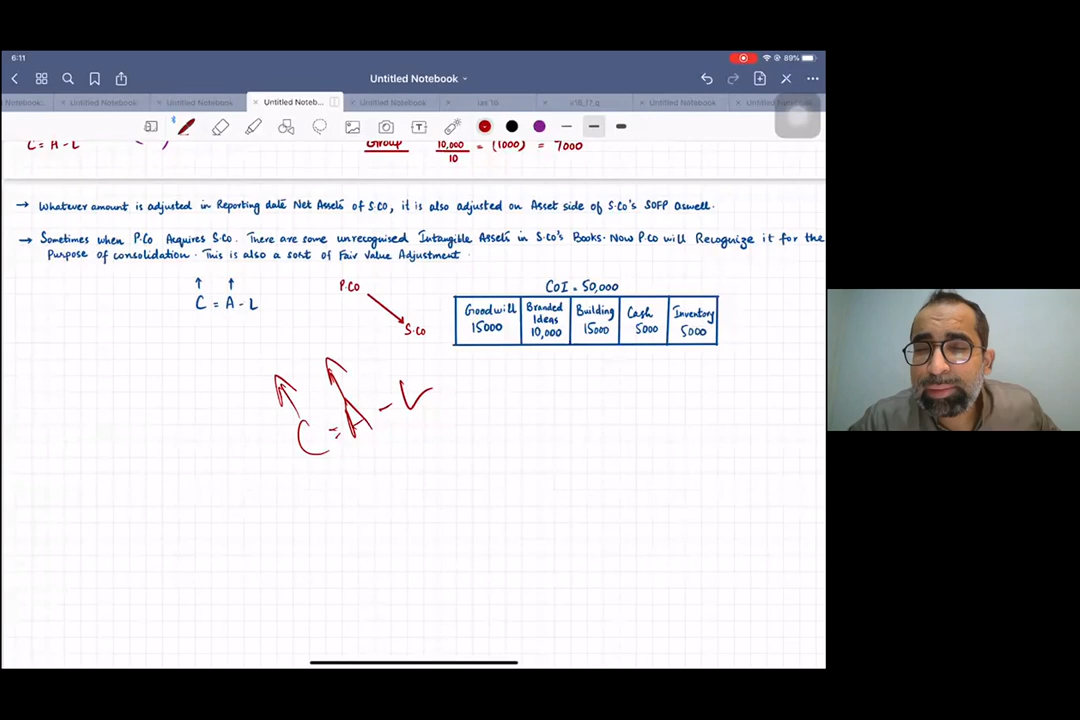 6:11
89%
Untitled Notebook
Notebook
Untitled Notebook
Untitled Notebook
Untitled Noteb...
Untitled Notebook
ias 16
Untitled Notebook
C = A - L
Group 10,000 = (1000) = 7000
10
→ Whatever amount is adjusted in Reporting date Net Assets of S.CO, it is also adjusted on Asset side of S.CO's SOFP aswell.
→ Sometimes when P.Co Acquires S.Co. There are some unrecognised Intangible Assets in S.Co's Books. Now P.Co will Recognize it for the
Purpose of consolidation. This is also a sort of Fair Value Adjustment.
↑ ↑
C = A - L
P.CO
S.CO
COI = 50,000
Goodwill 15000
Branded Ideas 10,000
Building 15000
Cash 5000
Inventory 5000
C = A - L